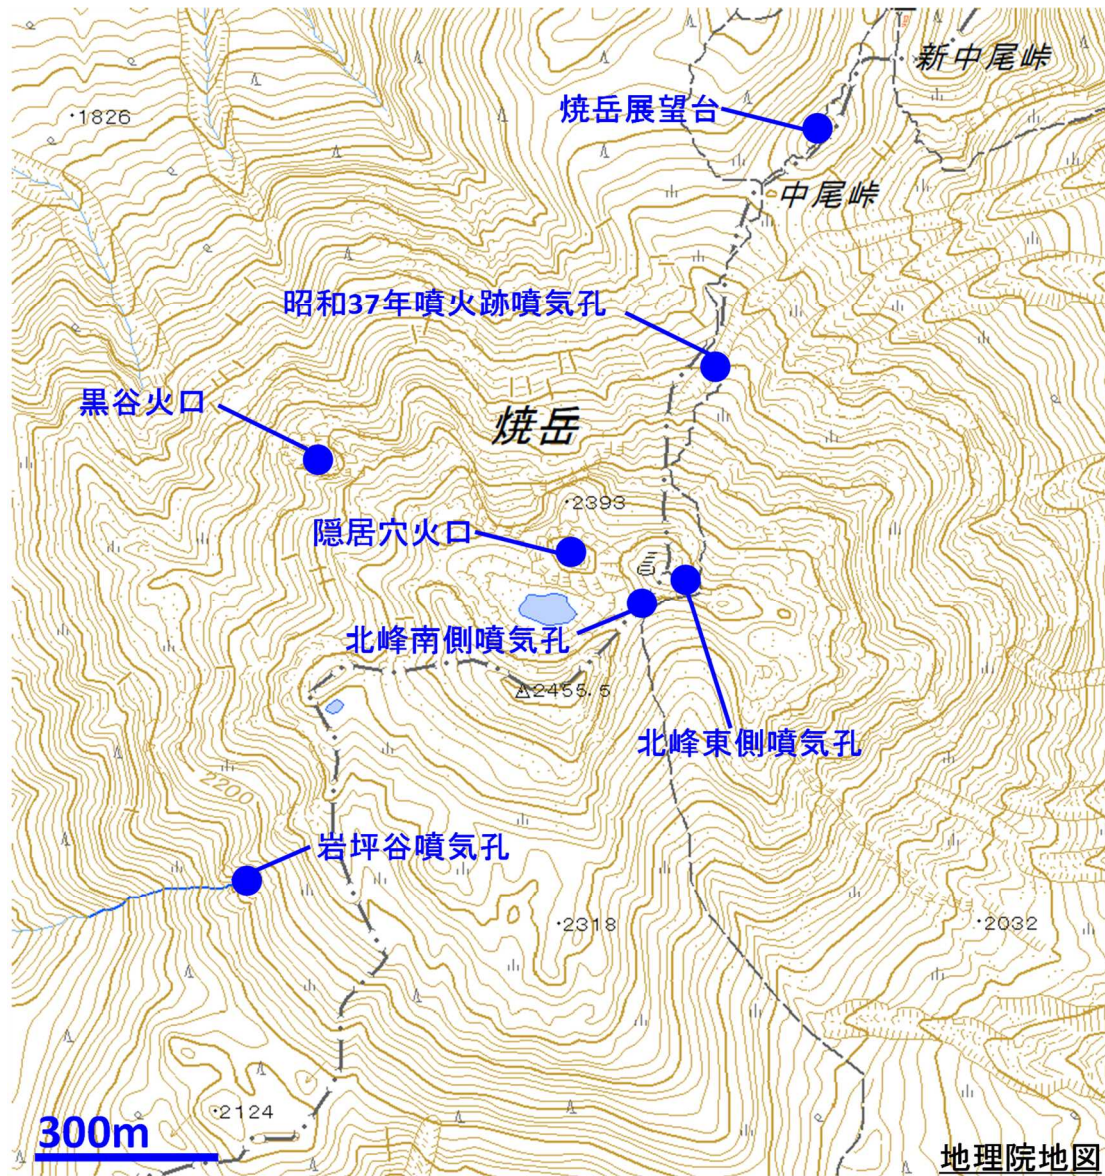 新中尾峠
焼岳展望台
・1826
中尾峠
昭和37年噴火跡噴気孔
黒谷火口
焼岳
・2393
隠居穴火口
北峰南側噴気孔
2455.5
北峰東側噴気孔
2200
岩坪谷噴気孔
・2318
・2032
・2124
300m
地理院地図